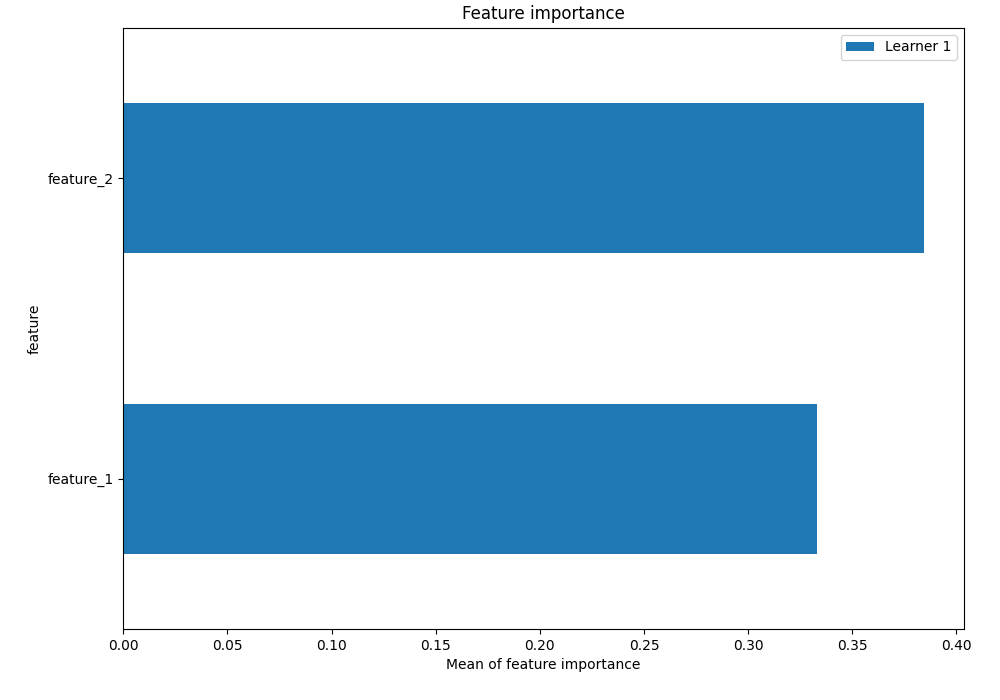 Feature importance
Learner 1
feature_2
feature
feature_1
0.00 0.05 0.10 0.15 0.20 0.25 0.30 0.35 0.40
Mean of feature importance